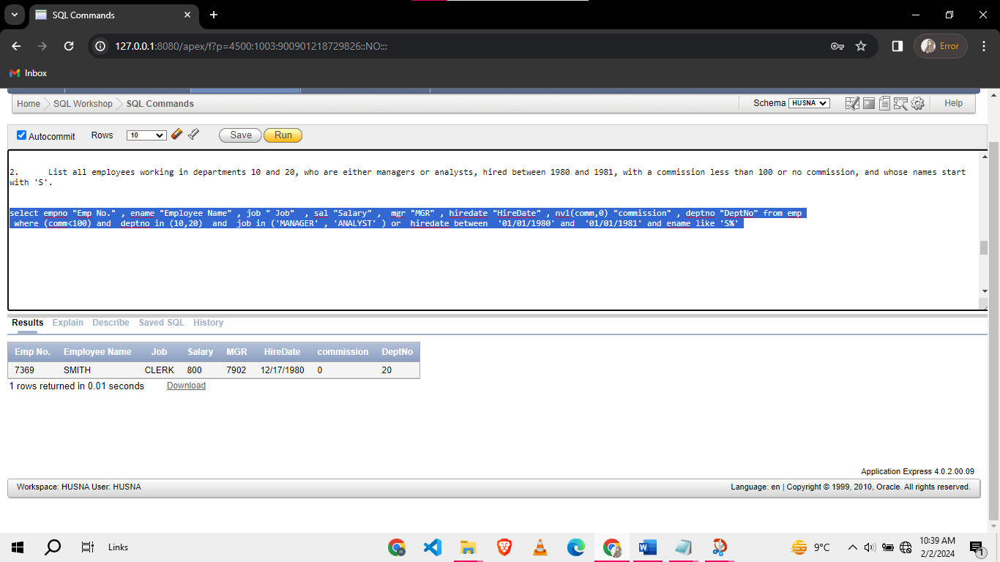 SQL Commands
127.0.0.1:8080/apex/f?p=4500:1003:900901218729826::NO:::
Error
Inbox
Home SQL Workshop SQL Commands
Schema HUSNA
Help
Autocommit Rows 10 Save Run
2. List all employees working in departments 10 and 20, who are either managers or analysts, hired between 1980 and 1981, with a commission less than 100 or no commission, and whose names start
with 'S'.
select empno "Emp No." , ename "Employee Name" , job " Job" , sal "Salary" , mgr "MGR" , hiredate "HireDate" , nvl(comm,0) "commission" , deptno "DeptNo" from emp
where (comm<100) and deptno in (10,20) and job in ('MANAGER' , 'ANALYST' ) or hiredate between '01/01/1980' and '01/01/1981' and ename like 'S%'
Results Explain Describe Saved SQL History
Emp No. Employee Name Job Salary MGR HireDate commission DeptNo
7369 SMITH CLERK 800 7902 12/17/1980 0 20
1 rows returned in 0.01 seconds Download
Application Express 4.0.2.00.09
Workspace: HUSNA User: HUSNA
Language: en | Copyright © 1999, 2010, Oracle. All rights reserved.
Links
9°C
10:39 AM
2/2/2024
1